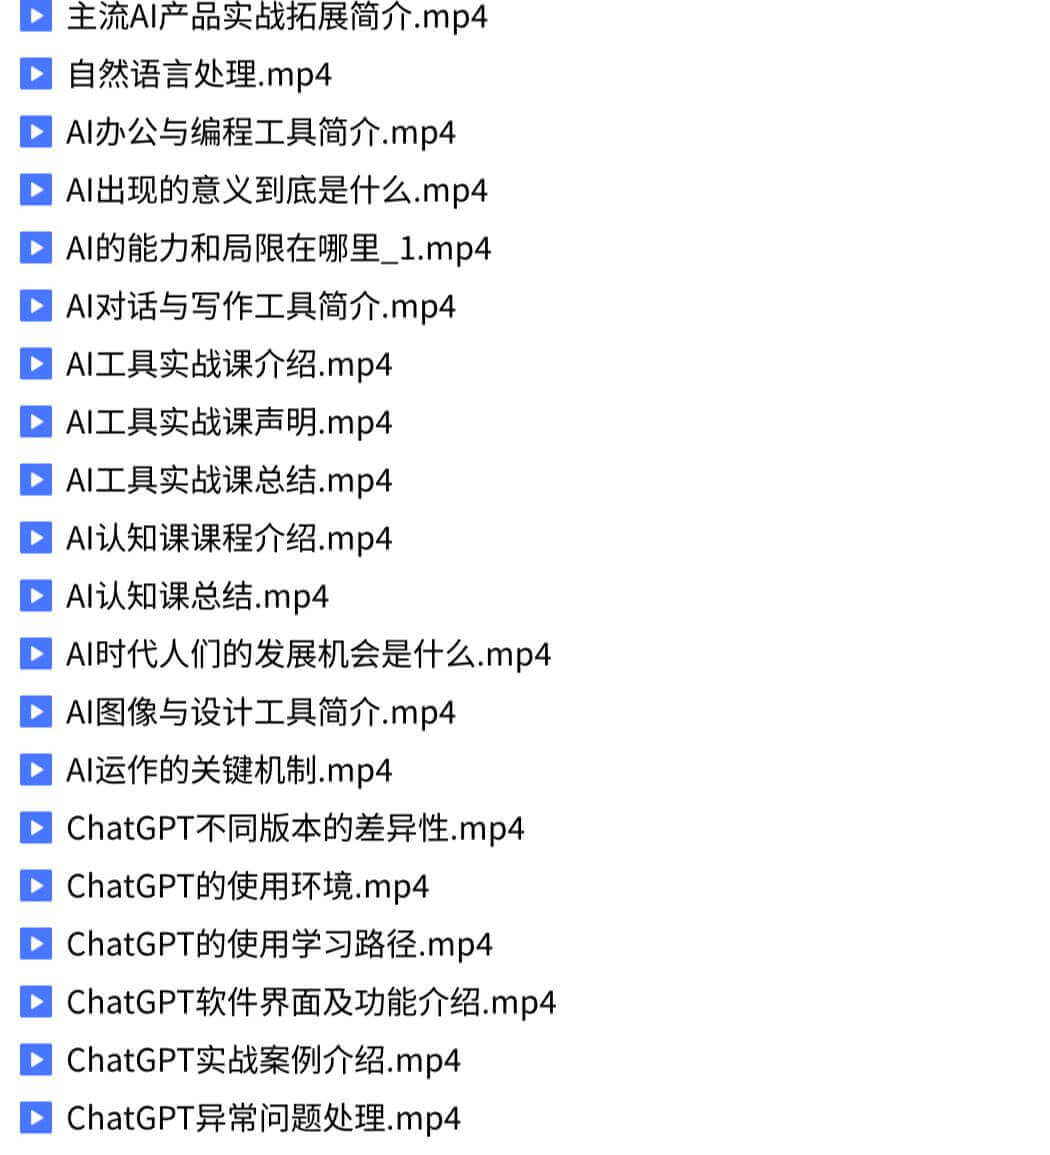 主流AI产品实战拓展简介.mp4
自然语言处理.mp4
AI办公与编程工具简介.mp4
AI出现的意义到底是什么.mp4
AI的能力和局限在哪里_1.mp4
AI对话与写作工具简介.mp4
AI工具实战课介绍.mp4
AI工具实战课声明.mp4
AI工具实战课总结.mp4
AI认知课课程介绍.mp4
AI认知课总结.mp4
AI时代人们的发展机会是什么.mp4
AI图像与设计工具简介.mp4
AI运作的关键机制.mp4
ChatGPT不同版本的差异性.mp4
ChatGPT的使用环境.mp4
ChatGPT的使用学习路径.mp4
ChatGPT软件界面及功能介绍.mp4
ChatGPT实战案例介绍.mp4
ChatGPT异常问题处理.mp4